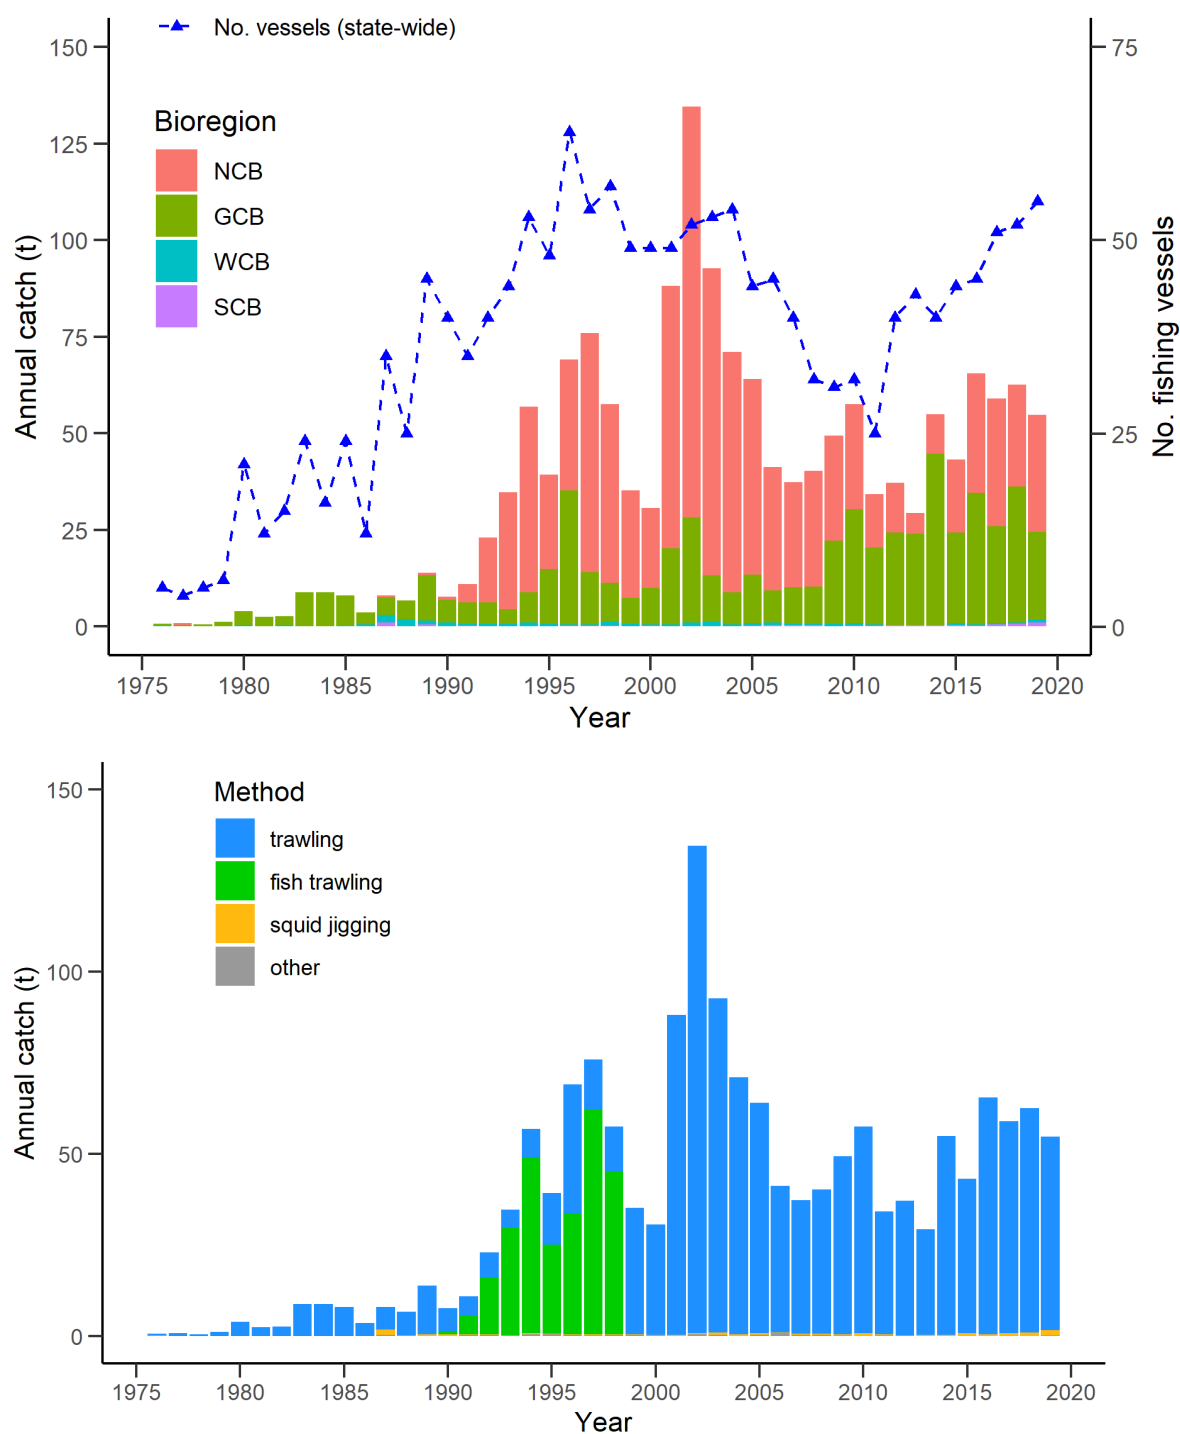 No. vessels (state-wide)
150
125
100
75
50
25
0
Annual catch (t)
Bioregion
NCB
GCB
WCB
SCB
75
50
25
0
No. fishing vessels
1975 1980 1985 1990 1995 2000 2005 2010 2015 2020
Year
150
100
50
0
Annual catch (t)
Method
trawling
fish trawling
squid jigging
other
1975 1980 1985 1990 1995 2000 2005 2010 2015 2020
Year